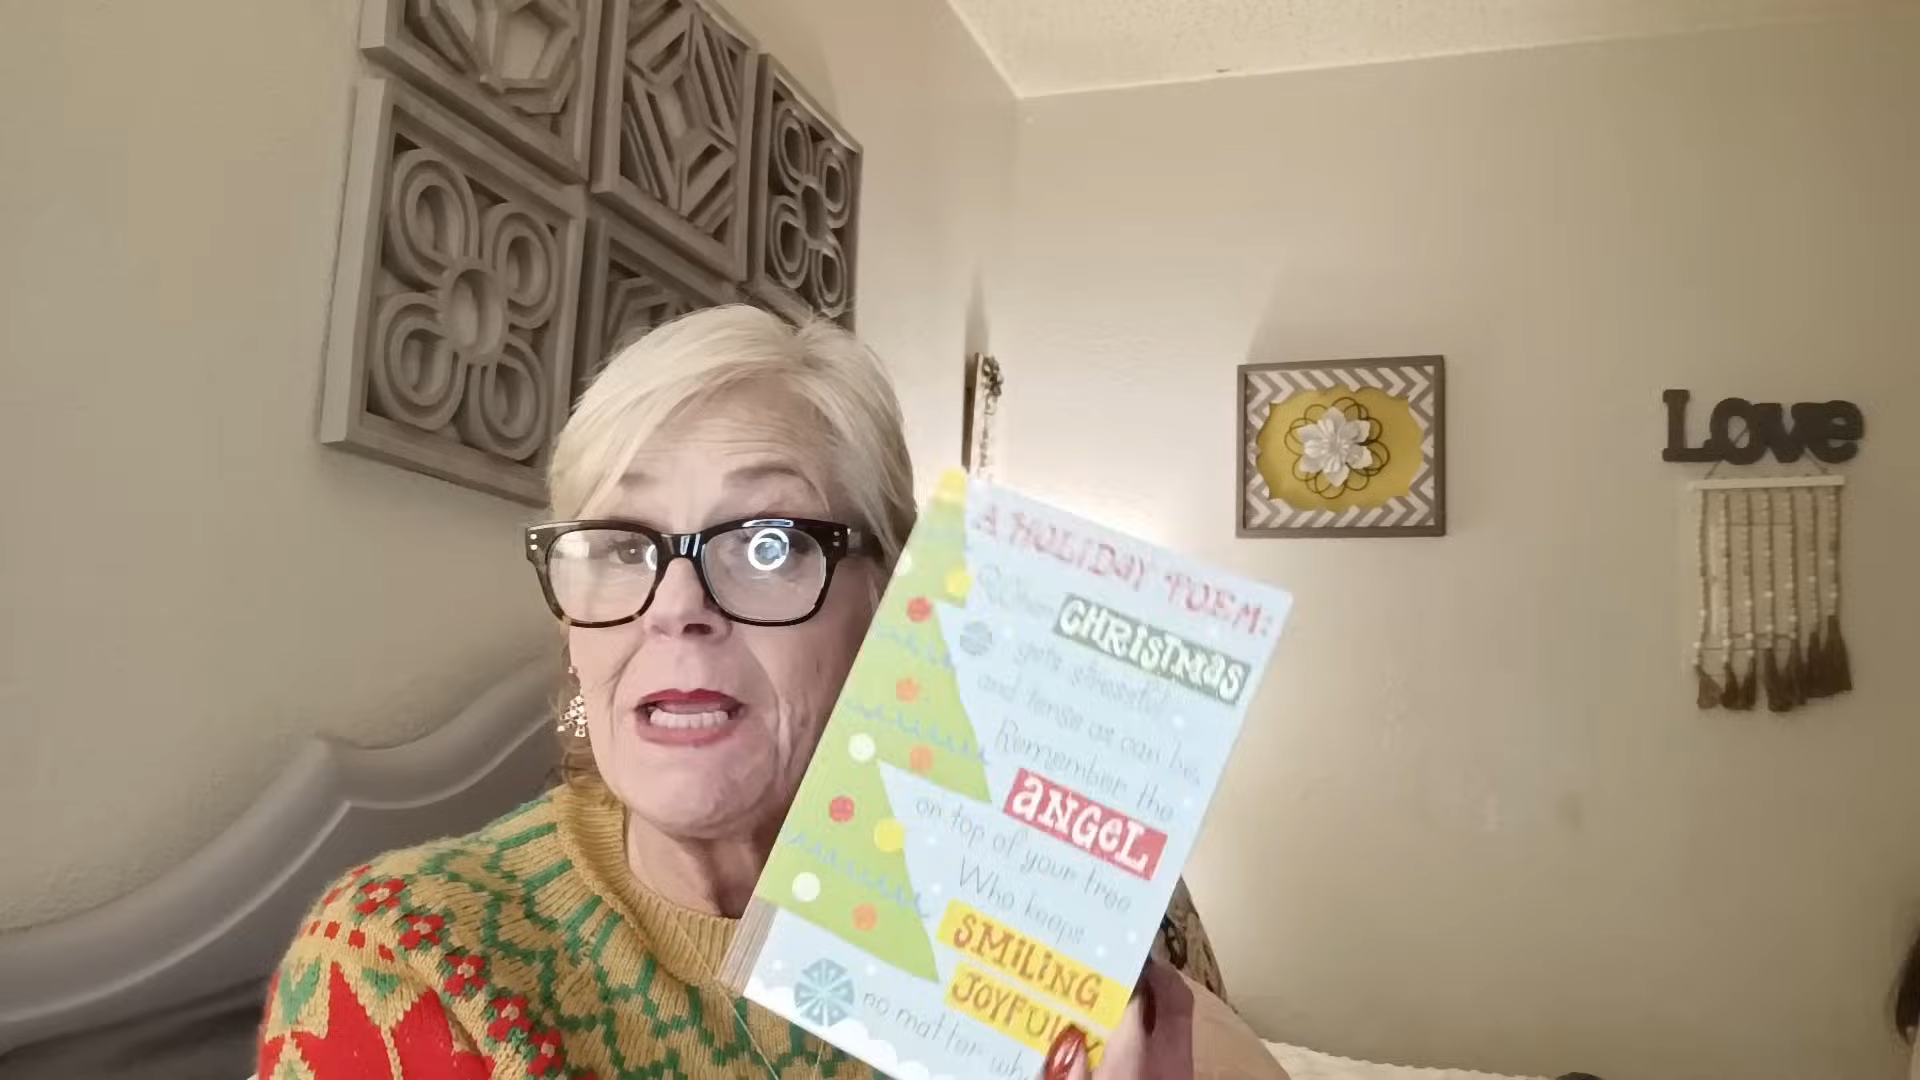 A HOLIDAY POEM:
When CHRISTMAS
gets stressful
and tense as can be,
Remember the
ANGEL
on top of your tree
Who keeps
SMILING
JOYFULLY
no matter
Love